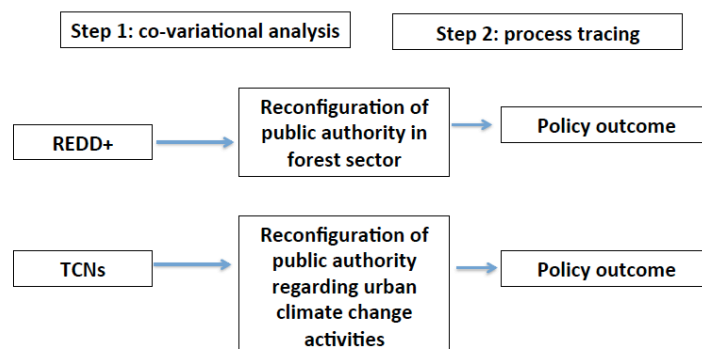 Step 1: co-variational analysis
Step 2: process tracing
REDD+
Reconfiguration of
public authority in
forest sector
Policy outcome
TCNs
Reconfiguration of
public authority
regarding urban
climate change
activities
Policy outcome